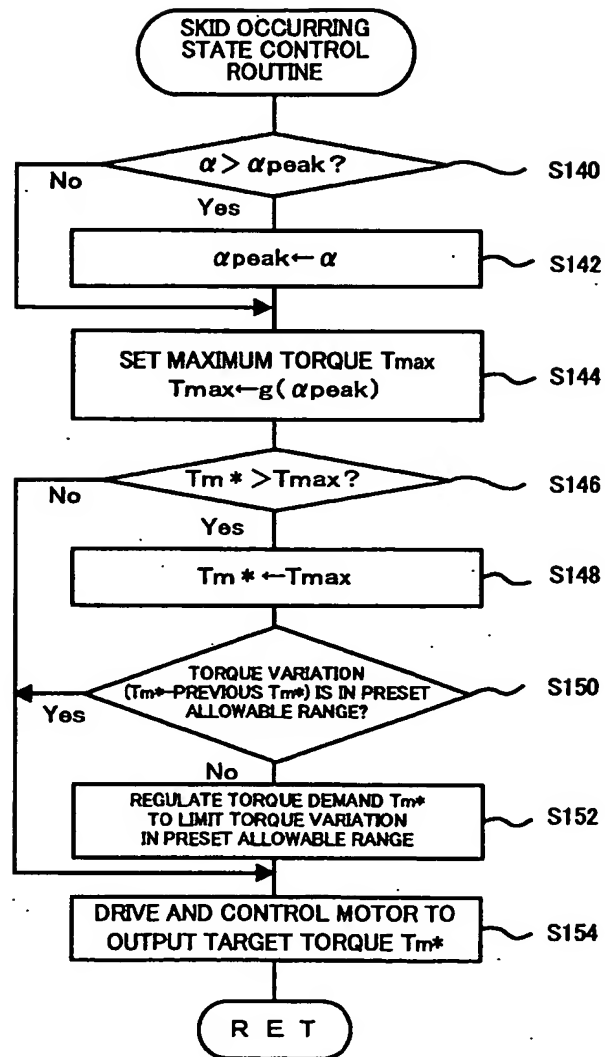 SKID OCCURRING
STATE CONTROL
ROUTINE
α > αpeak?
S140
No
Yes
αpeak←α
S142
SET MAXIMUM TORQUE Tmax
Tmax←g(αpeak)
S144
Tm* >Tmax?
S146
No
Yes
Tm*←Tmax
S148
TORQUE VARIATION
(Tm*-PREVIOUS Tm*) IS IN PRESET
ALLOWABLE RANGE?
S150
Yes
No
REGULATE TORQUE DEMAND Tm*
TO LIMIT TORQUE VARIATION
IN PRESET ALLOWABLE RANGE
S152
DRIVE AND CONTROL MOTOR TO
OUTPUT TARGET TORQUE Tm*
S154
R E T